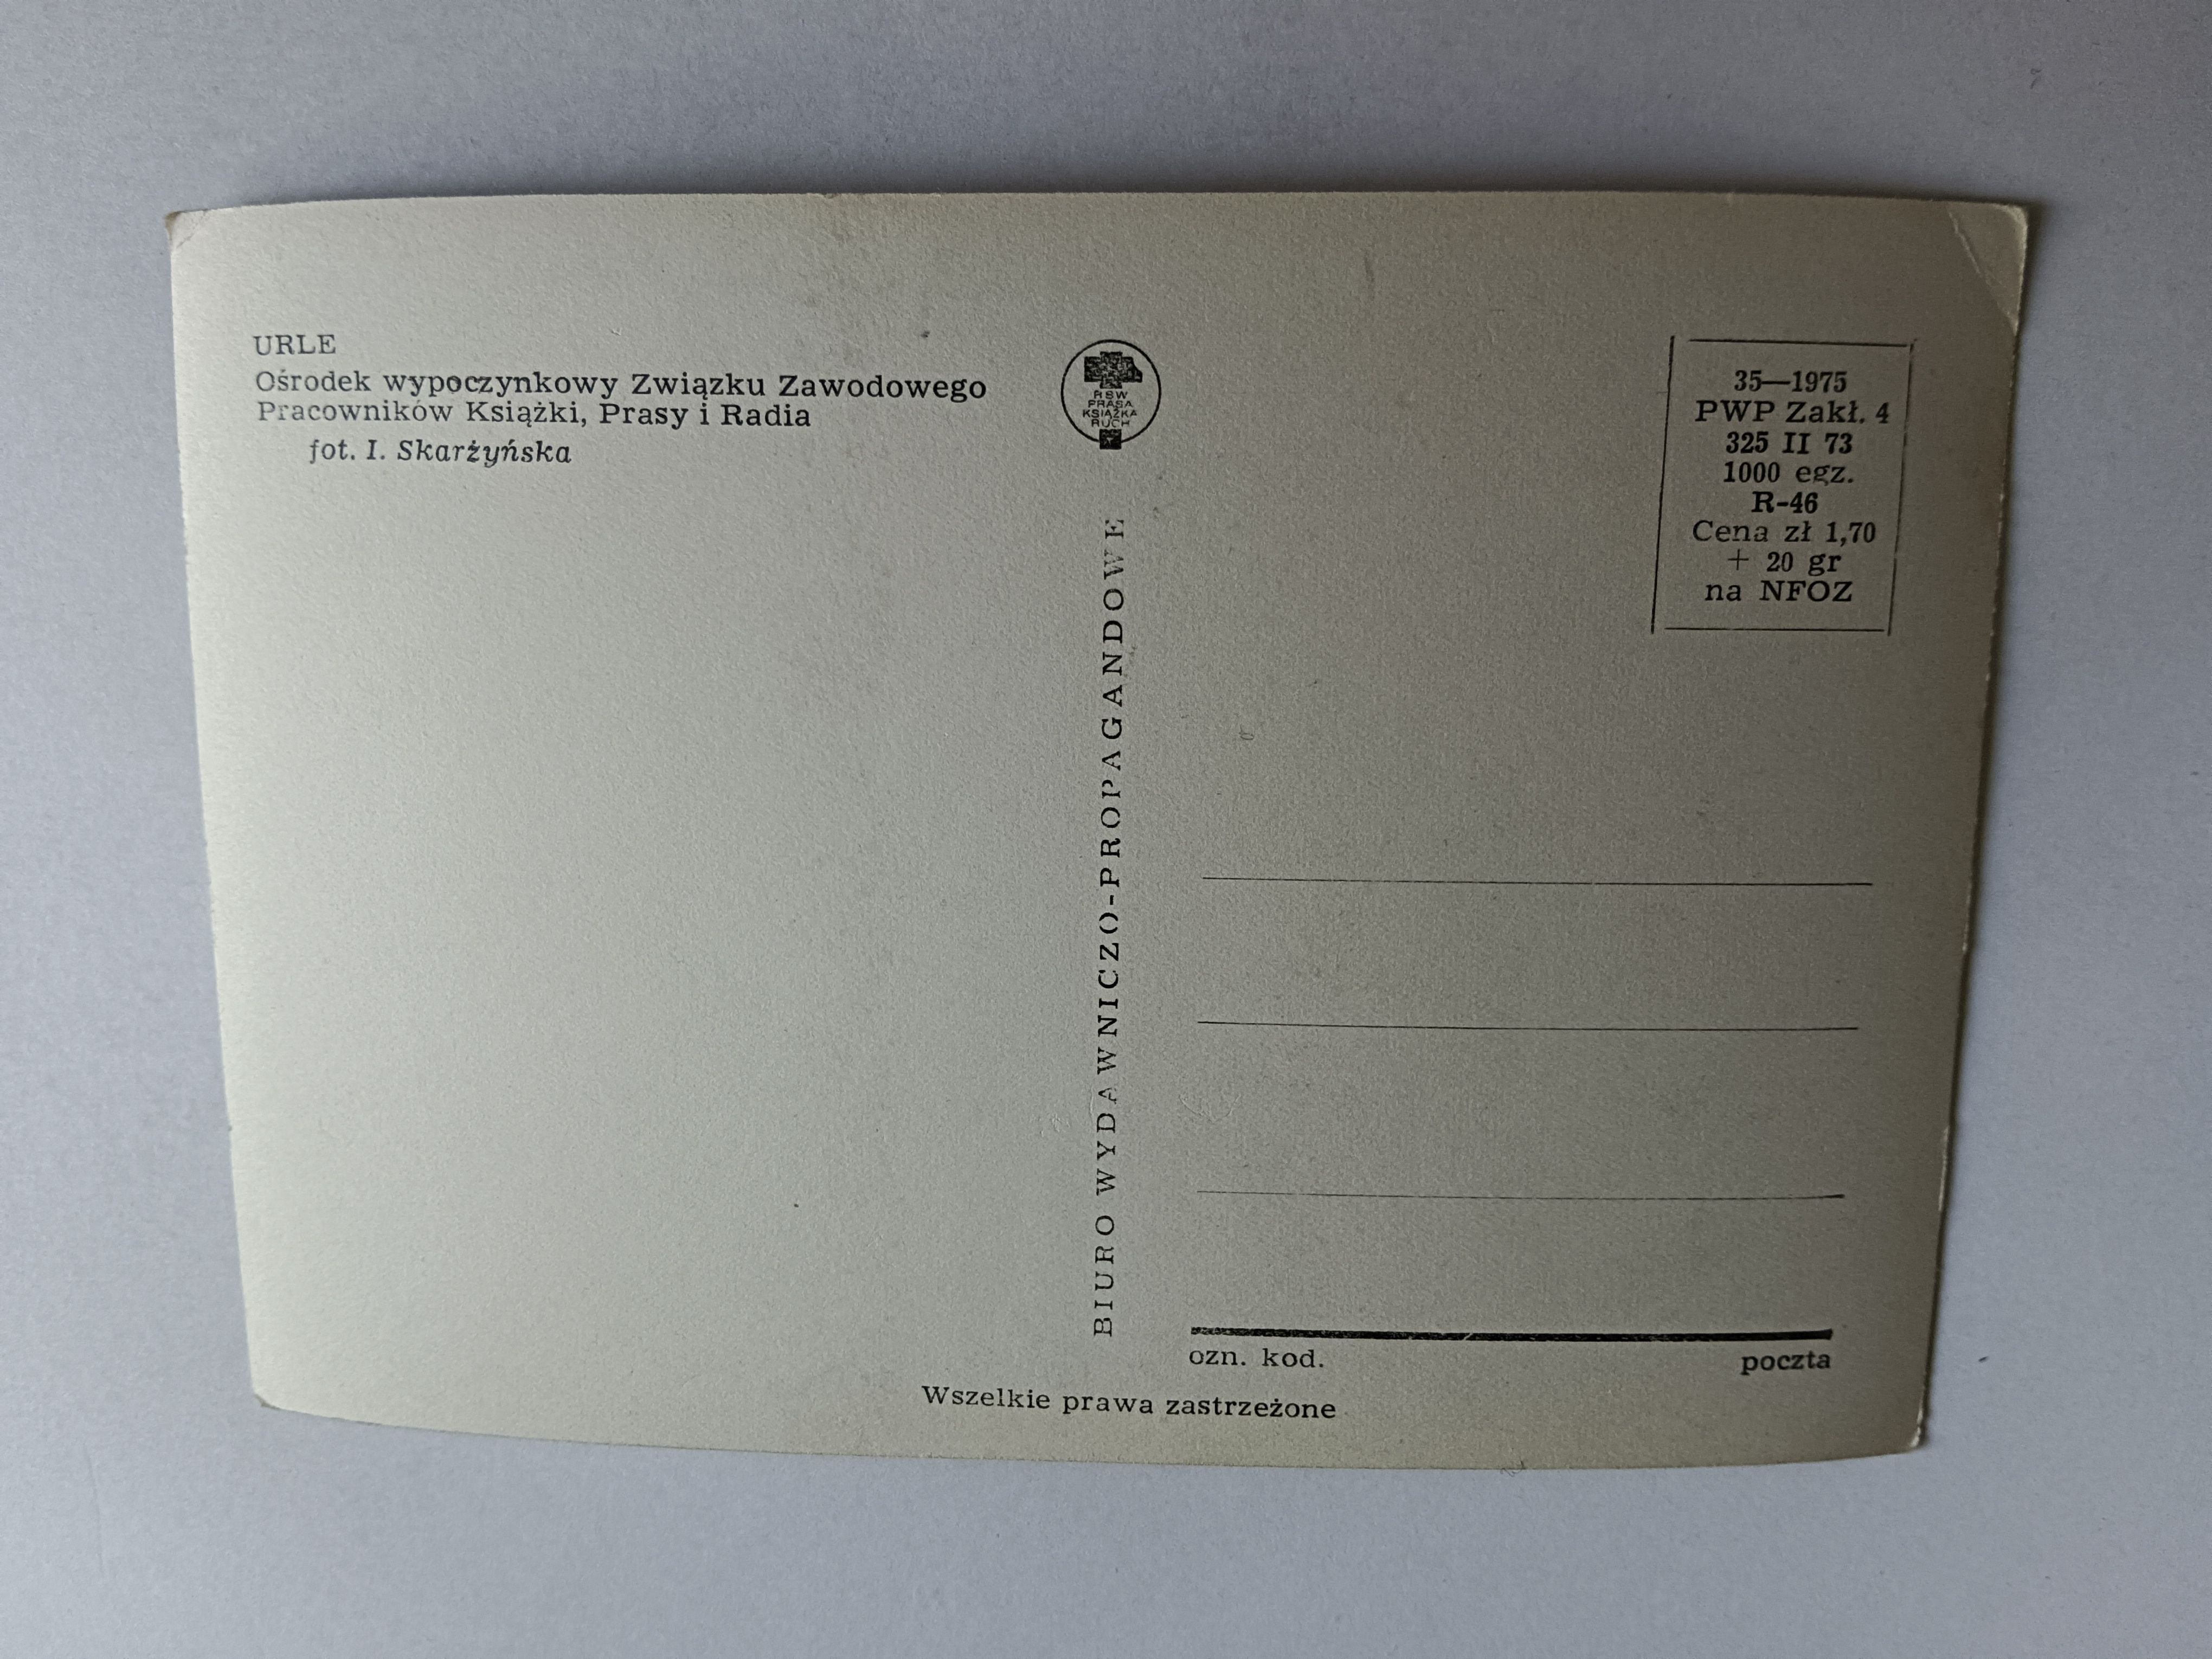 URLE
Ośrodek wypoczynkowy Związku Zawodowego
Pracowników Książki, Prasy i Radia
fot. I. Skarżyńska
RSW
PRASA
KSIĄŻKA
RUCH
BIURO WYDAWNICZO-PROPAGANDOWE
35—1975
PWP Zakł. 4
325 II 73
1000 egz.
R-46
Cena zł 1,70
+ 20 gr
na NFOZ
ozn. kod.
poczta
Wszelkie prawa zastrzeżone